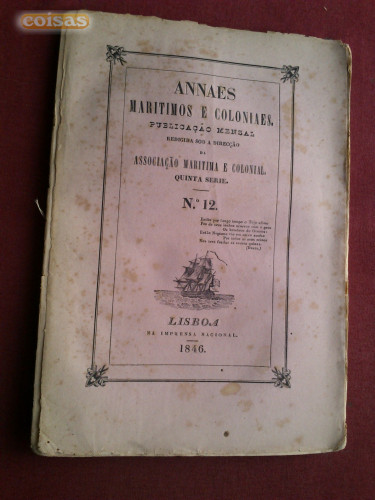 coisas
ANNAES
MARITIMOS E COLONIAES.
PUBLICAÇÃO MENSAL
REDIGIDA SOB A DIRECÇÃO
DA
ASSOCIAÇÃO MARITIMA E COLONIAL.
QUINTA SERIE.
N.º 12.
LISBOA
NA IMPRENSA NACIONAL.
1846.